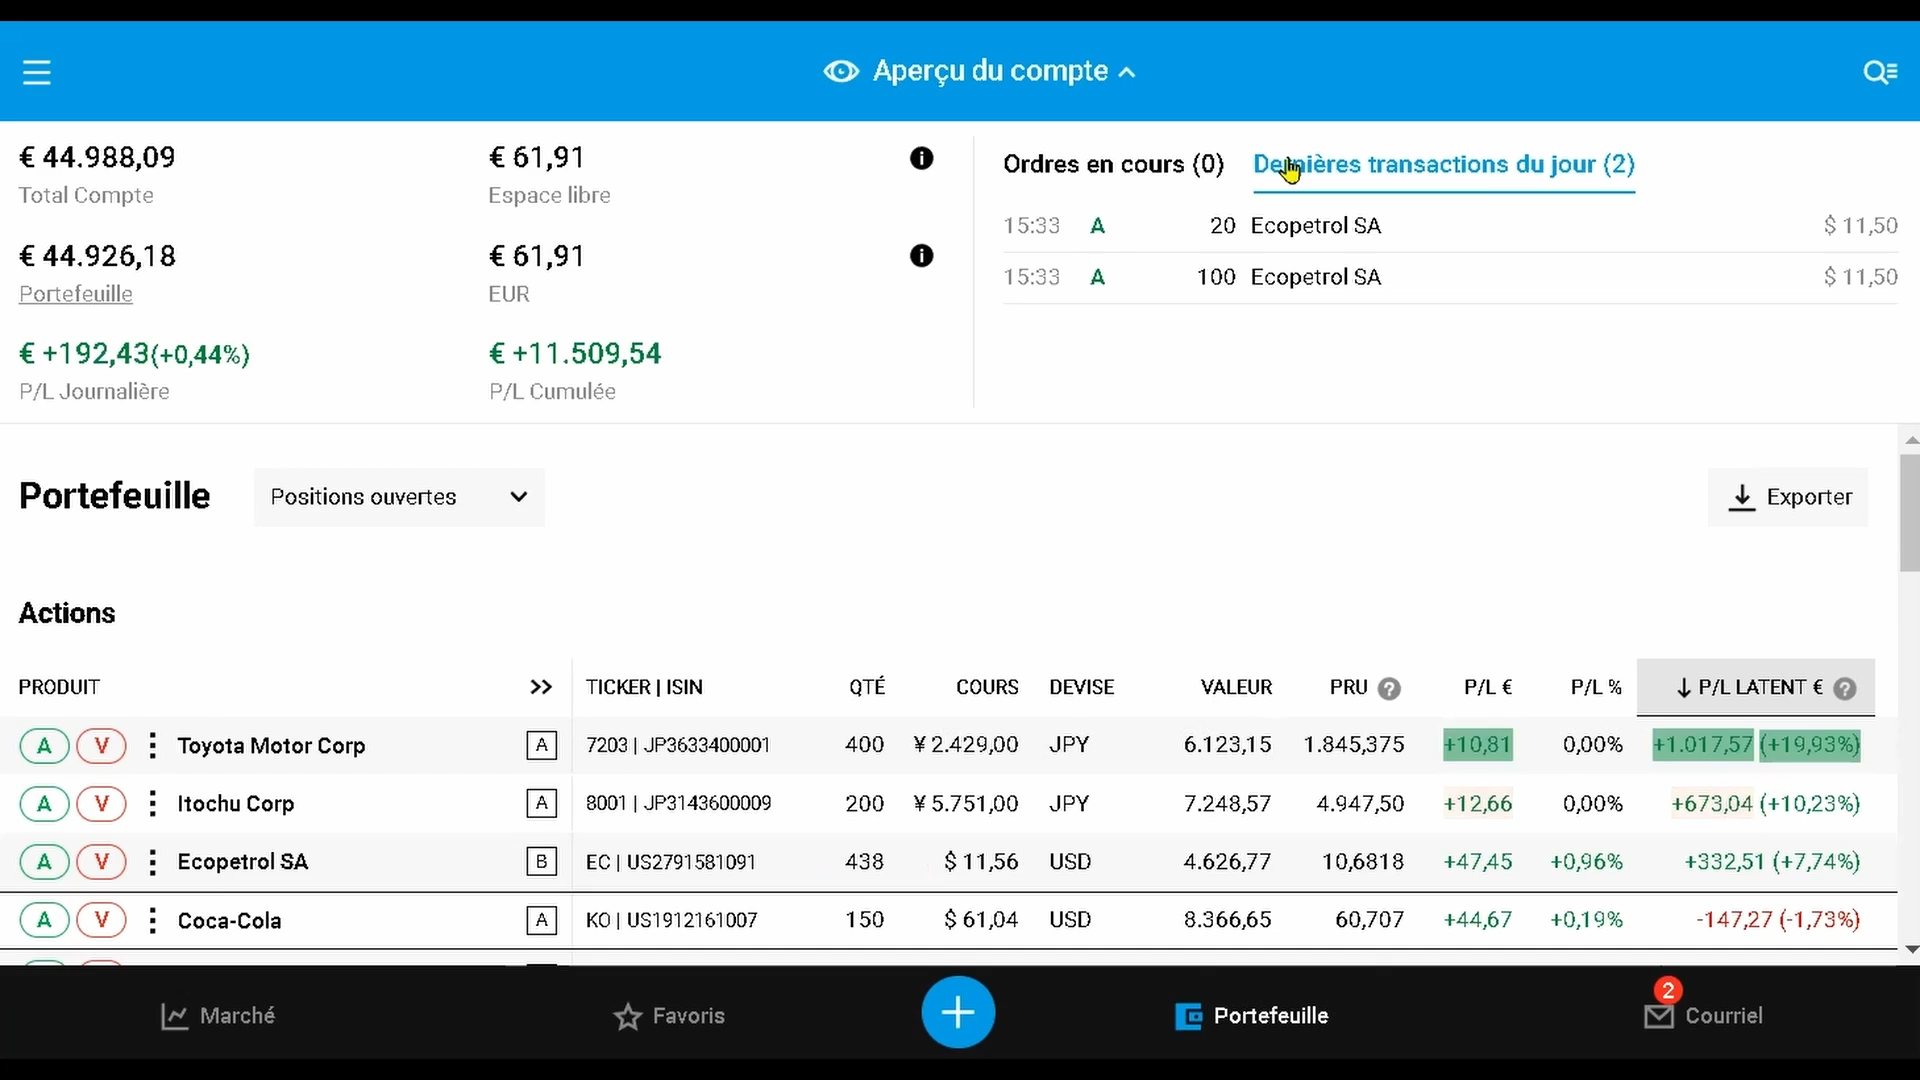 Aperçu du compte
€ 44.988,09
Total Compte
€ 61,91
Espace libre
€ 44.926,18
Portefeuille
€ 61,91
EUR
€ +192,43(+0,44%)
P/L Journalière
€ +11.509,54
P/L Cumulée
Ordres en cours (0) Dernières transactions du jour (2)
15:33 A 20 Ecopetrol SA $ 11,50
15:33 A 100 Ecopetrol SA $ 11,50
Portefeuille Positions ouvertes Exporter
Actions
PRODUIT >> TICKER | ISIN QTÉ COURS DEVISE VALEUR PRU ? P/L € P/L % ↓ P/L LATENT € ?
A V Toyota Motor Corp A 7203 | JP3633400001 400 ¥ 2.429,00 JPY 6.123,15 1.845,375 +10,81 0,00% +1.017,57 (+19,93%)
A V Itochu Corp A 8001 | JP3143600009 200 ¥ 5.751,00 JPY 7.248,57 4.947,50 +12,66 0,00% +673,04 (+10,23%)
A V Ecopetrol SA B EC | US2791581091 438 $ 11,56 USD 4.626,77 10,6818 +47,45 +0,96% +332,51 (+7,74%)
A V Coca-Cola A KO | US1912161007 150 $ 61,04 USD 8.366,65 60,707 +44,67 +0,19% -147,27 (-1,73%)
Marché Favoris + Portefeuille 2 Courriel